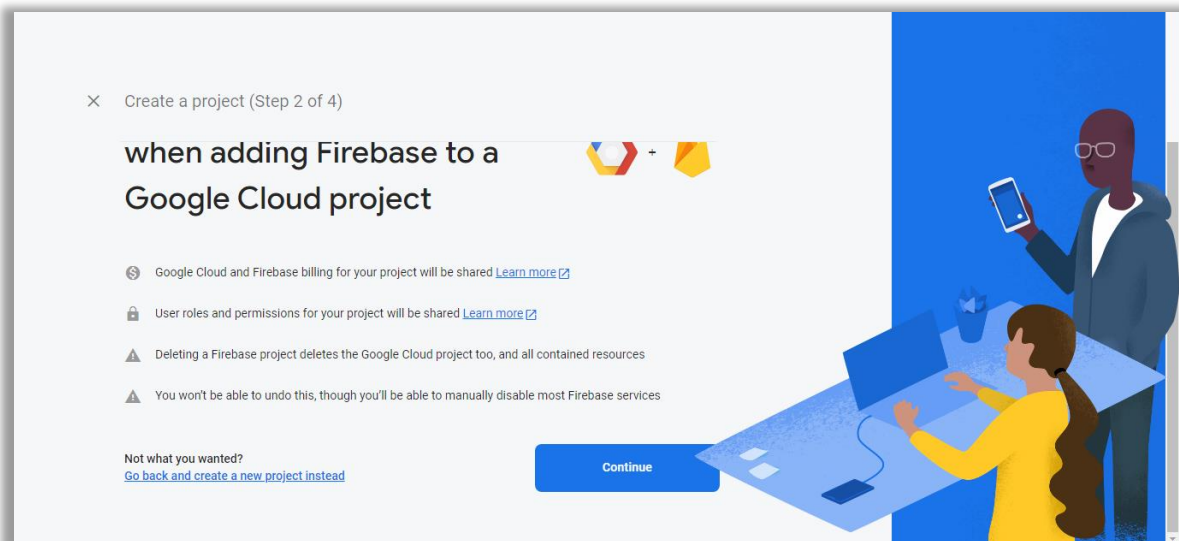 Create a project (Step 2 of 4)
when adding Firebase to a
Google Cloud project
+
Google Cloud and Firebase billing for your project will be shared Learn more
User roles and permissions for your project will be shared Learn more
Deleting a Firebase project deletes the Google Cloud project too, and all contained resources
You won't be able to undo this, though you'll be able to manually disable most Firebase services
Not what you wanted?
Go back and create a new project instead
Continue